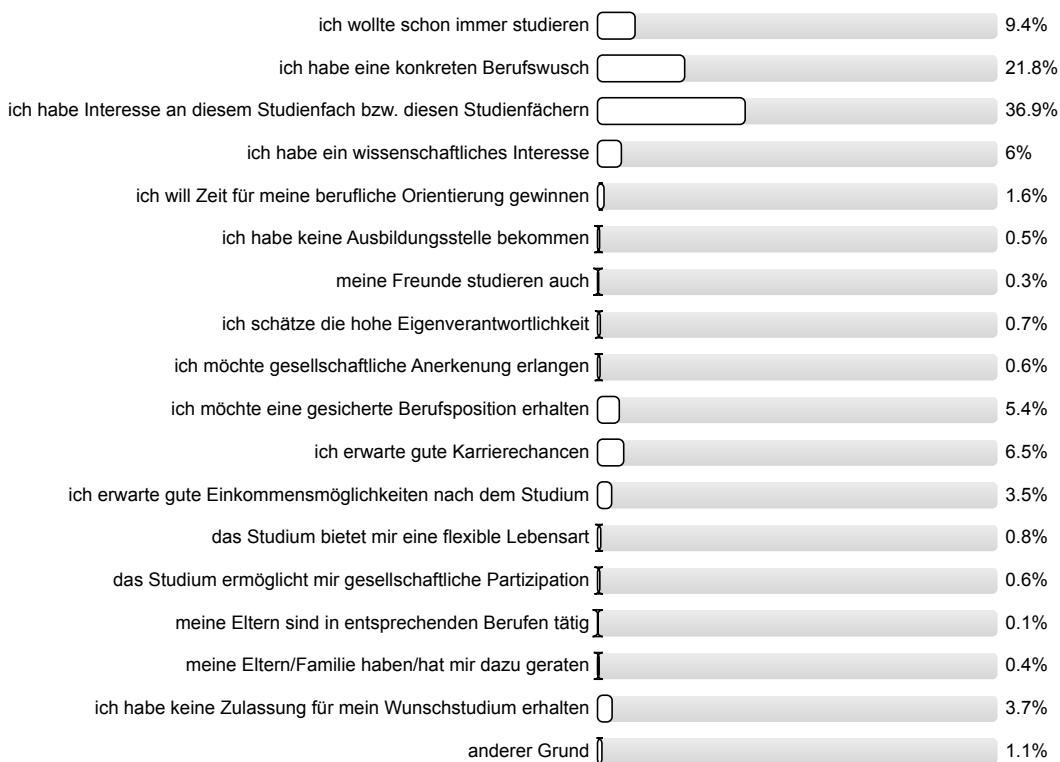 ich wollte schon immer studieren 9.4%
ich habe eine konkreten Berufswusch 21.8%
ich habe Interesse an diesem Studienfach bzw. diesen Studienfächern 36.9%
ich habe ein wissenschaftliches Interesse 6%
ich will Zeit für meine berufliche Orientierung gewinnen 1.6%
ich habe keine Ausbildungsstelle bekommen 0.5%
meine Freunde studieren auch 0.3%
ich schätze die hohe Eigenverantwortlichkeit 0.7%
ich möchte gesellschaftliche Anerkenung erlangen 0.6%
ich möchte eine gesicherte Berufsposition erhalten 5.4%
ich erwarte gute Karrierechancen 6.5%
ich erwarte gute Einkommensmöglichkeiten nach dem Studium 3.5%
das Studium bietet mir eine flexible Lebensart 0.8%
das Studium ermöglicht mir gesellschaftliche Partizipation 0.6%
meine Eltern sind in entsprechenden Berufen tätig 0.1%
meine Eltern/Familie haben/hat mir dazu geraten 0.4%
ich habe keine Zulassung für mein Wunschstudium erhalten 3.7%
anderer Grund 1.1%